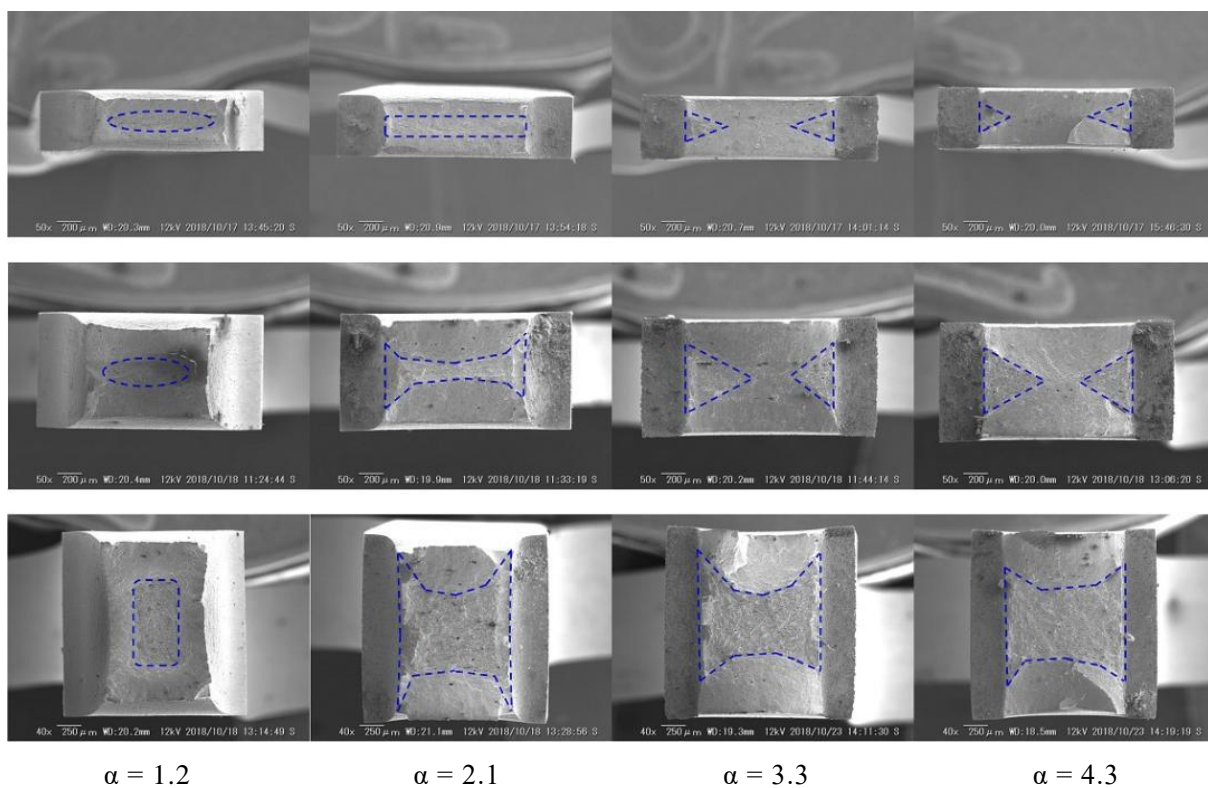 50x 200μm WD:20.3mm 12kV 2018/10/17 13:45:20 S
50x 200μm WD:20.9mm 12kV 2018/10/17 13:54:18 S
50x 200μm WD:20.7mm 12kV 2018/10/17 14:01:14 S
50x 200μm WD:20.0mm 12kV 2018/10/17 15:46:30 S
50x 200μm WD:20.4mm 12kV 2018/10/18 11:24:44 S
50x 200μm WD:19.9mm 12kV 2018/10/18 11:33:19 S
50x 200μm WD:20.2mm 12kV 2018/10/18 11:44:14 S
50x 200μm WD:20.0mm 12kV 2018/10/18 13:06:20 S
40x 250μm WD:20.2mm 12kV 2018/10/18 13:14:49 S
40x 250μm WD:21.1mm 12kV 2018/10/18 13:28:56 S
40x 250μm WD:19.3mm 12kV 2018/10/23 14:11:30 S
40x 250μm WD:18.5mm 12kV 2018/10/23 14:19:19 S
α = 1.2
α = 2.1
α = 3.3
α = 4.3